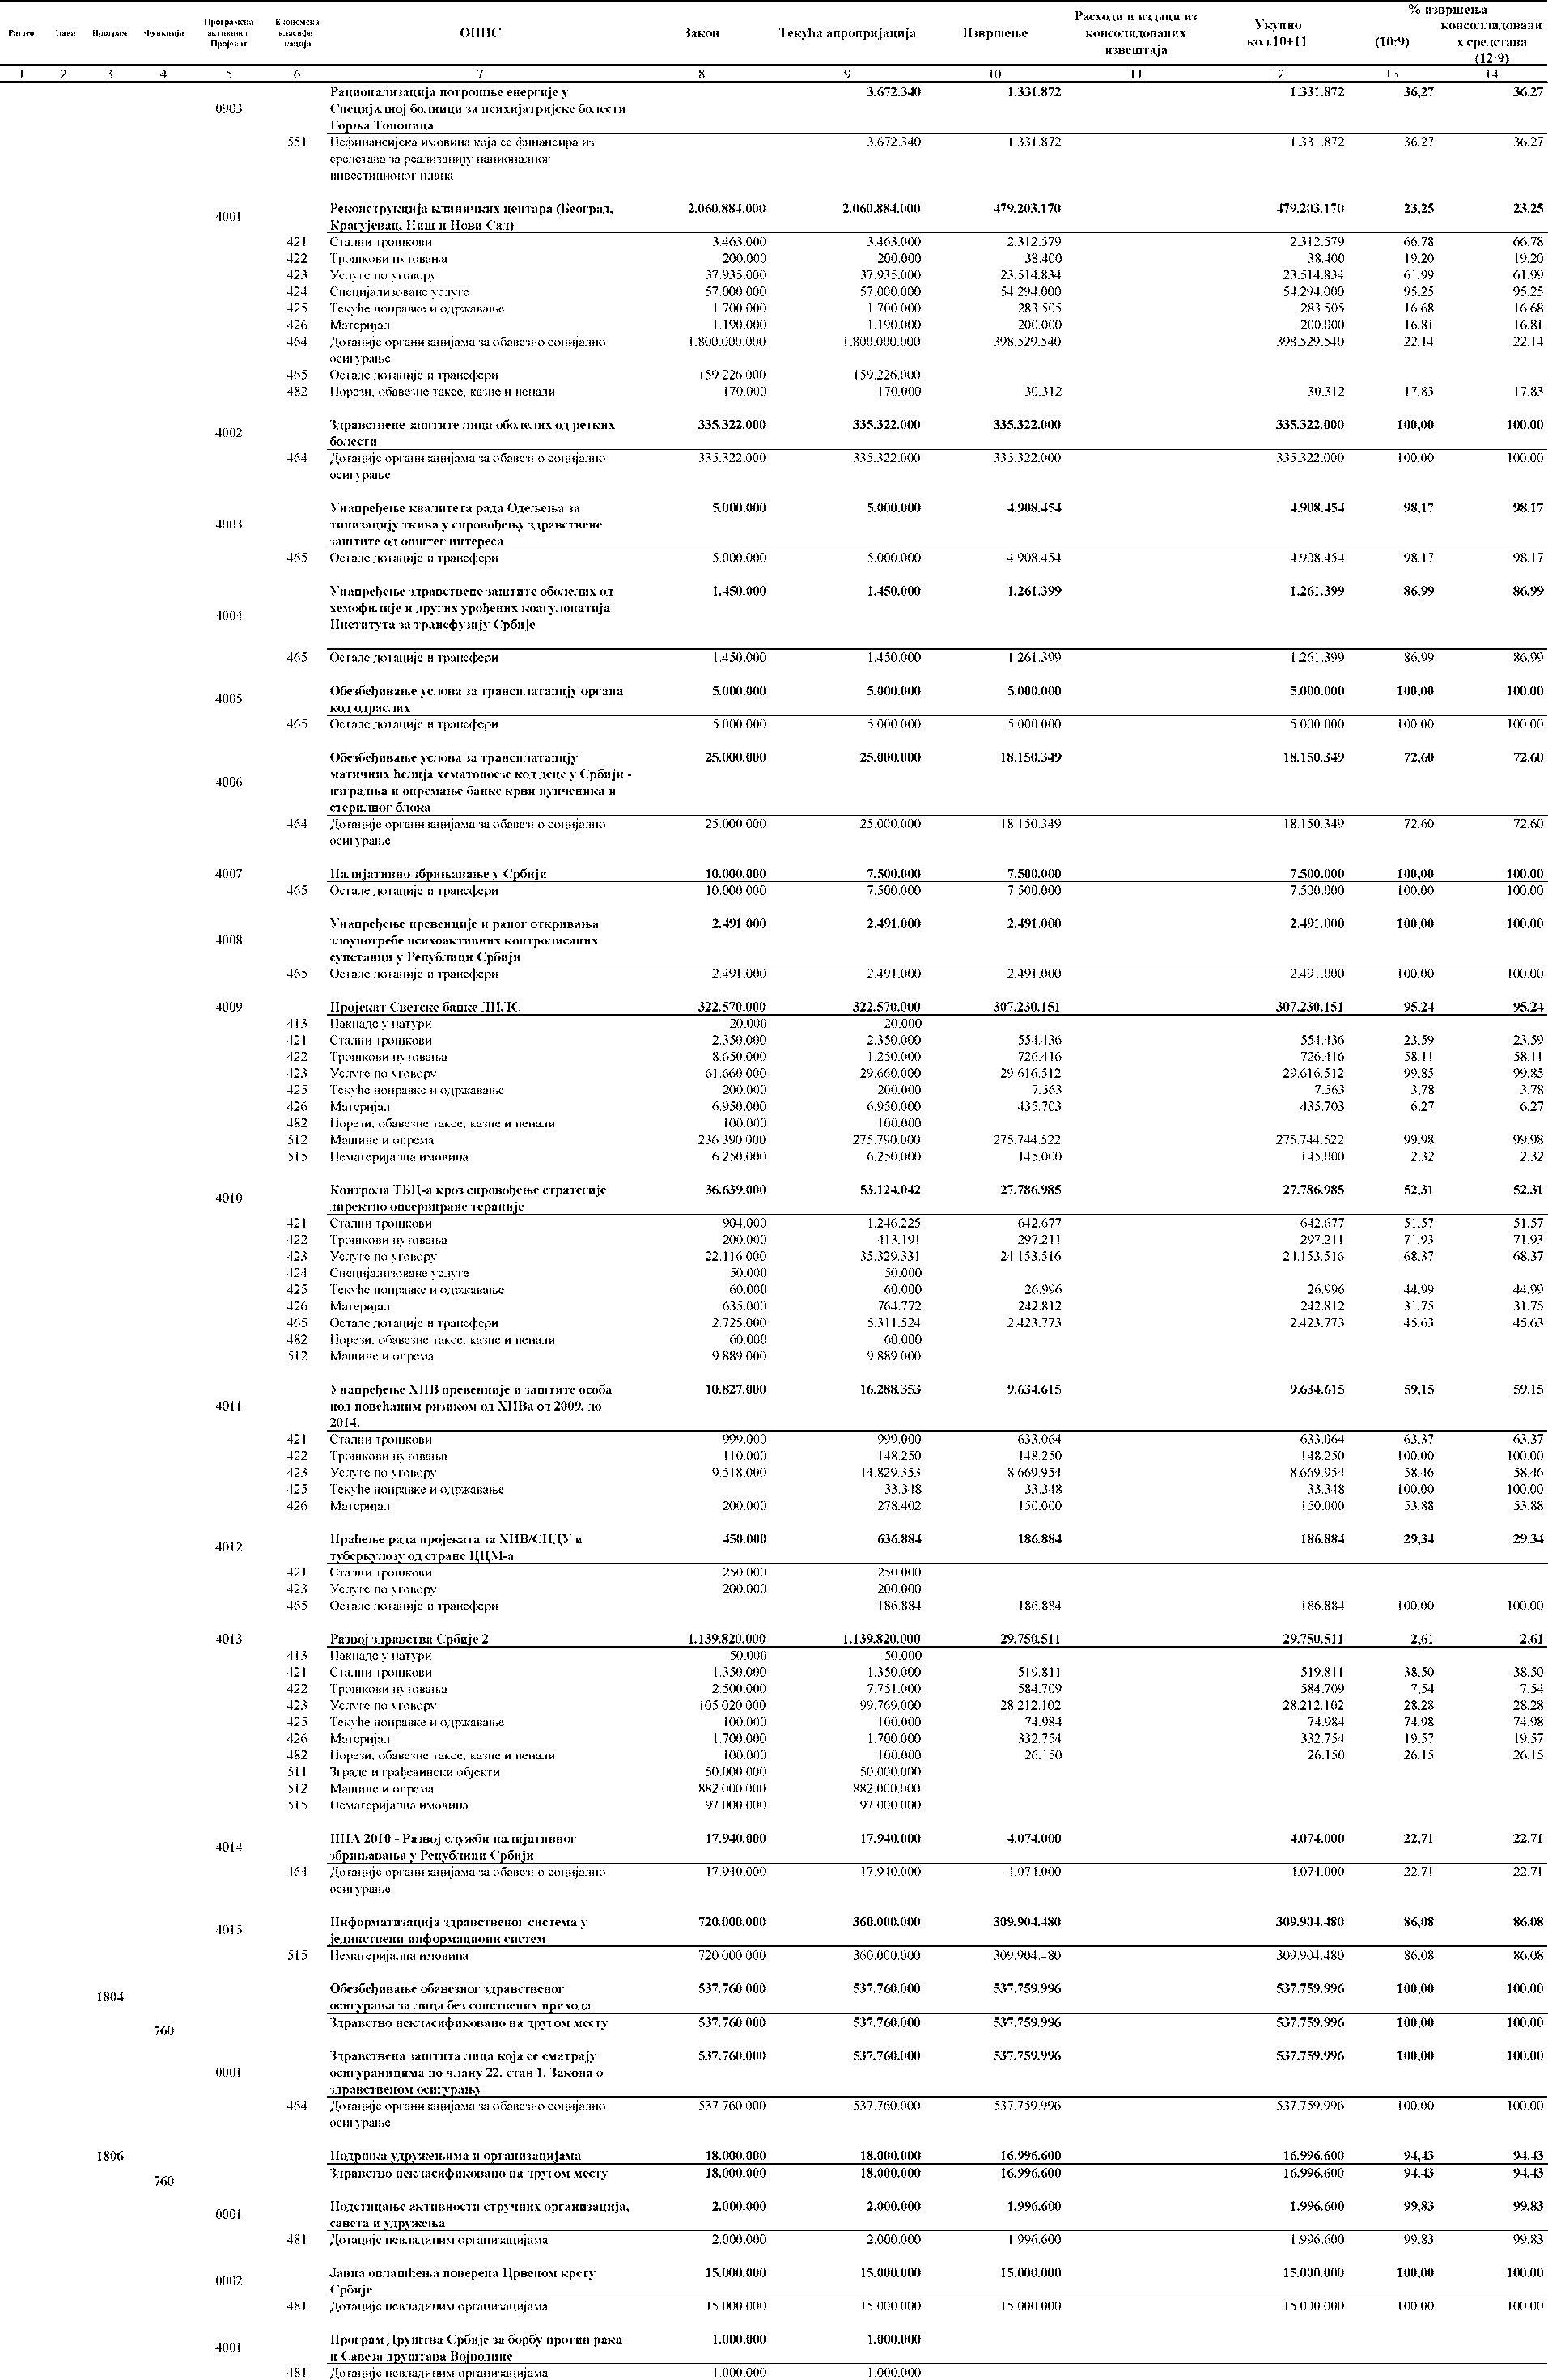 % извршења
Раздео Глава Програм Функција Програмска активност Пројекат Економска класификација ОПИС Закон Текућа апропријација Извршење Расходи и издаци из консолидованих извештаја Укупно кол.10+11 (10:9) консолидованих средстава (12:9)
1 2 3 4 5 6 7 8 9 10 11 12 13 14
0903 Рационализација потрошње енергије у 3.672.340 1.331.872 1.331.872 36,27 36,27
Специјалној болници за психијатријске болести
Горња Топоница
551 Нефинансијска имовина која се финансира из 3.672.340 1.331.872 1.331.872 36,27 36,27
средстава за реализацију националног
инвестиционог плана
4001 Реконструкција клиничких центара (Београд, 2.060.884.000 2.060.884.000 479.203.170 479.203.170 23,25 23,25
Крагујевац, Ниш и Нови Сад)
421 Стални трошкови 3.463.000 3.463.000 2.312.579 2.312.579 66,78 66,78
422 Трошкови путовања 200.000 200.000 38.400 38.400 19,20 19,20
423 Услуге по уговору 37.935.000 37.935.000 23.514.834 23.514.834 61,99 61,99
424 Специјализоване услуге 57.000.000 57.000.000 54.294.000 54.294.000 95,25 95,25
425 Текуће поправке и одржавање 1.700.000 1.700.000 283.505 283.505 16,68 16,68
426 Материјал 1.190.000 1.190.000 200.000 200.000 16,81 16,81
464 Дотације организацијама за обавезно социјално 1.800.000.000 1.800.000.000 398.529.540 398.529.540 22,14 22,14
осигурање
465 Остале дотације и трансфери 159.226.000 159.226.000
482 Порези, обавезне таксе, казне и пенали 170.000 170.000 30.312 30.312 17,83 17,83
4002 Здравствене заштите лица оболелих од ретких 335.322.000 335.322.000 335.322.000 335.322.000 100,00 100,00
болести
464 Дотације организацијама за обавезно социјално 335.322.000 335.322.000 335.322.000 335.322.000 100,00 100,00
осигурање
4003 Унапређење квалитета рада Одељења за 5.000.000 5.000.000 4.908.454 4.908.454 98,17 98,17
типизацију ткива у спровођењу здравствене
заштите од општег интереса
465 Остале дотације и трансфери 5.000.000 5.000.000 4.908.454 4.908.454 98,17 98,17
4004 Унапређење здравствене заштите оболелих од 1.450.000 1.450.000 1.261.399 1.261.399 86,99 86,99
хемофилије и других урођених коагулопатија
Института за трансфузију Србије
465 Остале дотације и трансфери 1.450.000 1.450.000 1.261.399 1.261.399 86,99 86,99
4005 Обезбеђивање услова за трансплатацију органа 5.000.000 5.000.000 5.000.000 5.000.000 100,00 100,00
код одраслих
465 Остале дотације и трансфери 5.000.000 5.000.000 5.000.000 5.000.000 100,00 100,00
4006 Обезбеђивање услова за трансплатацију 25.000.000 25.000.000 18.150.349 18.150.349 72,60 72,60
матичних ћелија хематопоезе код деце у Србији -
изградња и опремање банке крви пупченика и
стерилног блока
464 Дотације организацијама за обавезно социјално 25.000.000 25.000.000 18.150.349 18.150.349 72,60 72,60
осигурање
4007 Палијативно збрињавање у Србији 10.000.000 7.500.000 7.500.000 7.500.000 100,00 100,00
465 Остале дотације и трансфери 10.000.000 7.500.000 7.500.000 7.500.000 100,00 100,00
4008 Унапређење превенције и раног откривања 2.491.000 2.491.000 2.491.000 2.491.000 100,00 100,00
злоупотребе психоактивних контролисаних
супстанци у Републици Србији
465 Остале дотације и трансфери 2.491.000 2.491.000 2.491.000 2.491.000 100,00 100,00
4009 Пројекат Светске банке ДИЛС 322.570.000 322.570.000 307.230.151 307.230.151 95,24 95,24
413 Накнаде у натури 20.000 20.000
421 Стални трошкови 2.350.000 2.350.000 554.436 554.436 23,59 23,59
422 Трошкови путовања 8.650.000 1.250.000 726.416 726.416 58,11 58,11
423 Услуге по уговору 61.660.000 29.660.000 29.616.512 29.616.512 99,85 99,85
425 Текуће поправке и одржавање 200.000 200.000 7.563 7.563 3,78 3,78
426 Материјал 6.950.000 6.950.000 435.703 435.703 6,27 6,27
482 Порези, обавезне таксе, казне и пенали 100.000 100.000
512 Машине и опрема 236.390.000 275.790.000 275.744.522 275.744.522 99,98 99,98
515 Нематеријална имовина 6.250.000 6.250.000 145.000 145.000 2,32 2,32
4010 Контрола ТБЦ-а кроз спровођење стратегије 36.639.000 53.124.042 27.786.985 27.786.985 52,31 52,31
директно опсервиране терапије
421 Стални трошкови 904.000 1.246.225 642.677 642.677 51,57 51,57
422 Трошкови путовања 200.000 413.191 297.211 297.211 71,93 71,93
423 Услуге по уговору 22.116.000 35.329.331 24.153.516 24.153.516 68,37 68,37
424 Специјализоване услуге 50.000 50.000
425 Текуће поправке и одржавање 60.000 60.000 26.996 26.996 44,99 44,99
426 Материјал 635.000 764.772 242.812 242.812 31,75 31,75
465 Остале дотације и трансфери 2.725.000 5.311.524 2.423.773 2.423.773 45,63 45,63
482 Порези, обавезне таксе, казне и пенали 60.000 60.000
512 Машине и опрема 9.889.000 9.889.000
4011 Унапређење ХИВ превенције и заштите особа 10.827.000 16.288.353 9.634.615 9.634.615 59,15 59,15
под повећаним ризиком од ХИВа од 2009. до
2014.
421 Стални трошкови 999.000 999.000 633.064 633.064 63,37 63,37
422 Трошкови путовања 110.000 148.250 148.250 148.250 100,00 100,00
423 Услуге по уговору 9.518.000 14.829.353 8.669.954 8.669.954 58,46 58,46
425 Текуће поправке и одржавање 33.348 33.348 33.348 100,00 100,00
426 Материјал 200.000 278.402 150.000 150.000 53,88 53,88
4012 Праћење рада пројеката за ХИВ/СИДУ и 450.000 636.884 186.884 186.884 29,34 29,34
туберкулозу од стране ЦЦМ-а
421 Стални трошкови 250.000 250.000
423 Услуге по уговору 200.000 200.000
465 Остале дотације и трансфери 186.884 186.884 186.884 100,00 100,00
4013 Развој здравства Србије 2 1.139.820.000 1.139.820.000 29.750.511 29.750.511 2,61 2,61
413 Накнаде у натури 50.000 50.000
421 Стални трошкови 1.350.000 1.350.000 519.811 519.811 38,50 38,50
422 Трошкови путовања 2.500.000 7.751.000 584.709 584.709 7,54 7,54
423 Услуге по уговору 105.020.000 99.769.000 28.212.102 28.212.102 28,28 28,28
425 Текуће поправке и одржавање 100.000 100.000 74.984 74.984 74,98 74,98
426 Материјал 1.700.000 1.700.000 332.754 332.754 19,57 19,57
482 Порези, обавезне таксе, казне и пенали 100.000 100.000 26.150 26.150 26,15 26,15
511 Зграде и грађевински објекти 50.000.000 50.000.000
512 Машине и опрема 882.000.000 882.000.000
515 Нематеријална имовина 97.000.000 97.000.000
4014 ИПА 2010 - Развој служби палијативног 17.940.000 17.940.000 4.074.000 4.074.000 22,71 22,71
збрињавања у Републици Србији
464 Дотације организацијама за обавезно социјално 17.940.000 17.940.000 4.074.000 4.074.000 22,71 22,71
осигурање
4015 Информатизација здравственог система у 720.000.000 360.000.000 309.904.480 309.904.480 86,08 86,08
јединствени информациони систем
515 Нематеријална имовина 720.000.000 360.000.000 309.904.480 309.904.480 86,08 86,08
1804 Обезбеђивање обавезног здравственог 537.760.000 537.760.000 537.759.996 537.759.996 100,00 100,00
осигурања за лица без сопствених прихода
760 Здравство некласификовано на другом месту 537.760.000 537.760.000 537.759.996 537.759.996 100,00 100,00
0001 Здравствена заштита лица која се сматрају 537.760.000 537.760.000 537.759.996 537.759.996 100,00 100,00
осигураницима по члану 22. став 1. Закона о
здравственом осигурању
464 Дотације организацијама за обавезно социјално 537.760.000 537.760.000 537.759.996 537.759.996 100,00 100,00
осигурање
1806 Подршка удружењима и организацијама 18.000.000 18.000.000 16.996.600 16.996.600 94,43 94,43
760 Здравство некласификовано на другом месту 18.000.000 18.000.000 16.996.600 16.996.600 94,43 94,43
0001 Подстицање активности стручних организација, 2.000.000 2.000.000 1.996.600 1.996.600 99,83 99,83
савета и удружења
481 Дотације невладиним организацијама 2.000.000 2.000.000 1.996.600 1.996.600 99,83 99,83
0002 Јавна овлашћења поверена Црвеном крсту 15.000.000 15.000.000 15.000.000 15.000.000 100,00 100,00
Србије
481 Дотације невладиним организацијама 15.000.000 15.000.000 15.000.000 15.000.000 100,00 100,00
4001 Програм Друштва Србије за борбу против рака 1.000.000 1.000.000
и Савеза друштава Војводине
481 Дотације невладиним организацијама 1.000.000 1.000.000